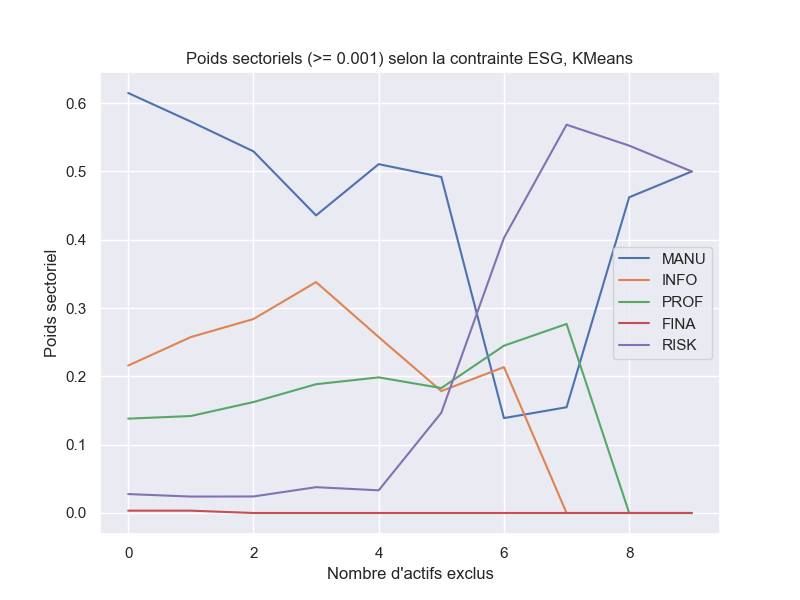 Poids sectoriels (>= 0.001) selon la contrainte ESG, KMeans
0.6
0.5
0.4
0.3
0.2
0.1
0.0
Poids sectoriel
MANU
INFO
PROF
FINA
RISK
0
2
4
6
8
Nombre d'actifs exclus